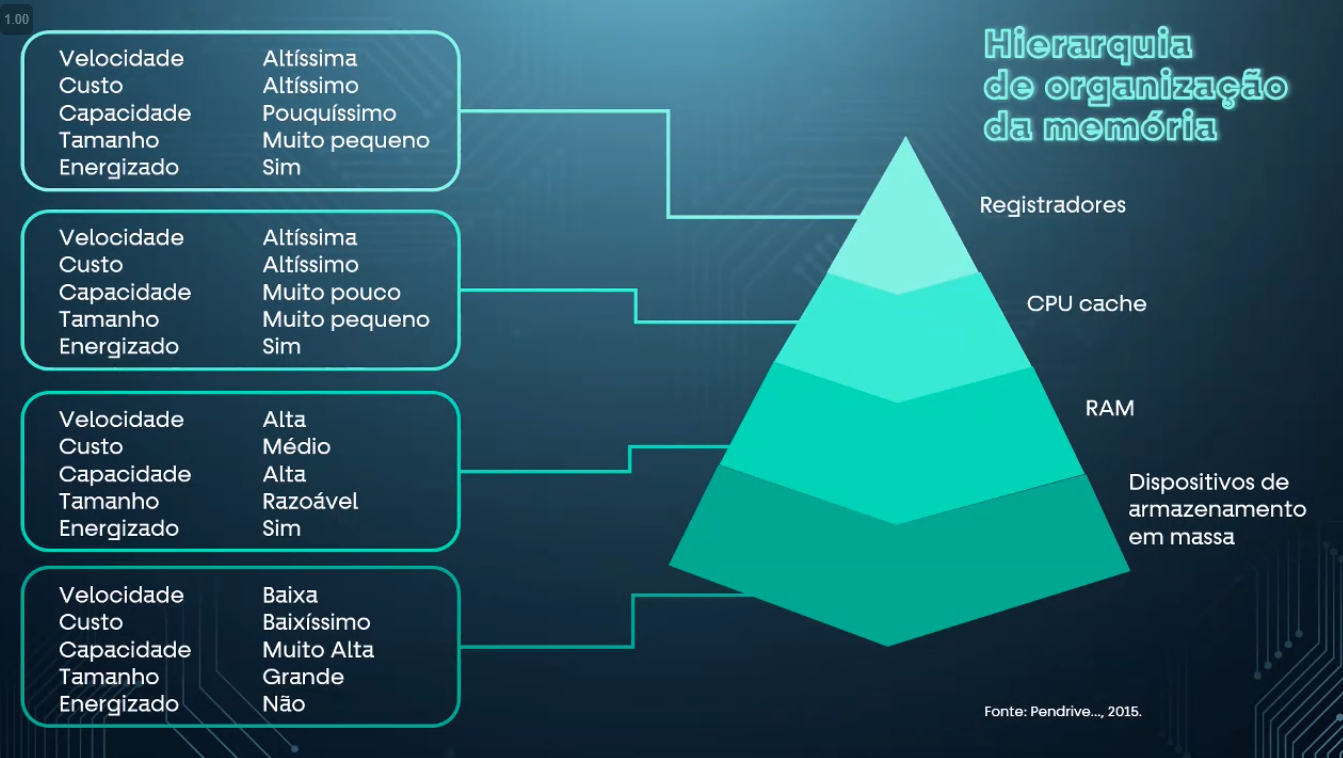 1.00
Hierarquia
de organização
da memória
Velocidade Altíssima
Custo Altíssimo
Capacidade Pouquíssimo
Tamanho Muito pequeno
Energizado Sim
Registradores
Velocidade Altíssima
Custo Altíssimo
Capacidade Muito pouco
Tamanho Muito pequeno
Energizado Sim
CPU cache
Velocidade Alta
Custo Médio
Capacidade Alta
Tamanho Razoável
Energizado Sim
RAM
Velocidade Baixa
Custo Baixíssimo
Capacidade Muito Alta
Tamanho Grande
Energizado Não
Dispositivos de
armazenamento
em massa
Fonte: Pendrive..., 2015.